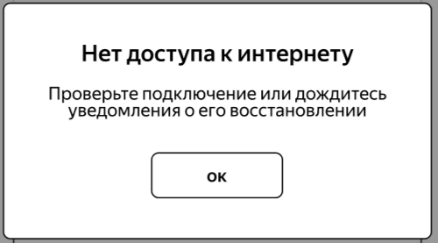 Нет доступа к интернету
Проверьте подключение или дождитесь
уведомления о его восстановлении
ОК